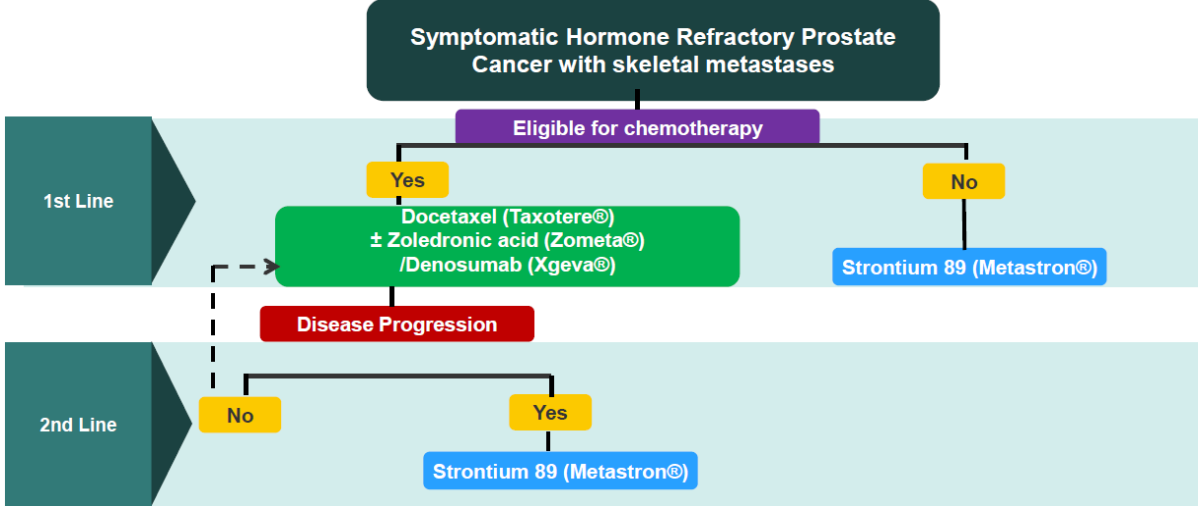 Symptomatic Hormone Refractory Prostate
Cancer with skeletal metastases
Eligible for chemotherapy
Yes
No
1st Line
Docetaxel (Taxotere®)
± Zoledronic acid (Zometa®)
/Denosumab (Xgeva®)
Strontium 89 (Metastron®)
Disease Progression
No
Yes
2nd Line
Strontium 89 (Metastron®)